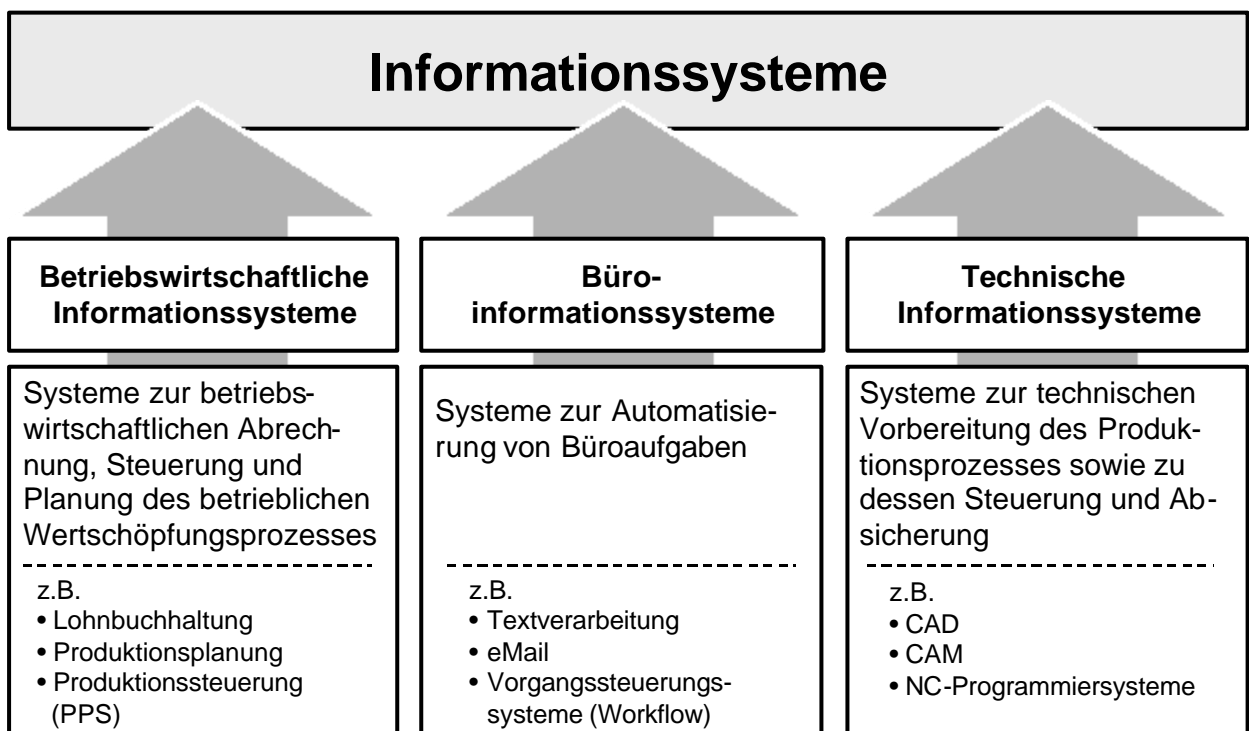 Informationssysteme
Betriebswirtschaftliche
Informationssysteme
Systeme zur betriebs-
wirtschaftlichen Abrech-
nung, Steuerung und
Planung des betrieblichen
Wertschöpfungsprozesses
z.B.
• Lohnbuchhaltung
• Produktionsplanung
• Produktionssteuerung
(PPS)
Büro-
informationssysteme
Systeme zur Automatisie-
rung von Büroaufgaben
z.B.
• Textverarbeitung
• eMail
• Vorgangssteuerungs-
systeme (Workflow)
Technische
Informationssysteme
Systeme zur technischen
Vorbereitung des Produk-
tionsprozesses sowie zu
dessen Steuerung und Ab-
sicherung
z.B.
• CAD
• CAM
• NC-Programmiersysteme